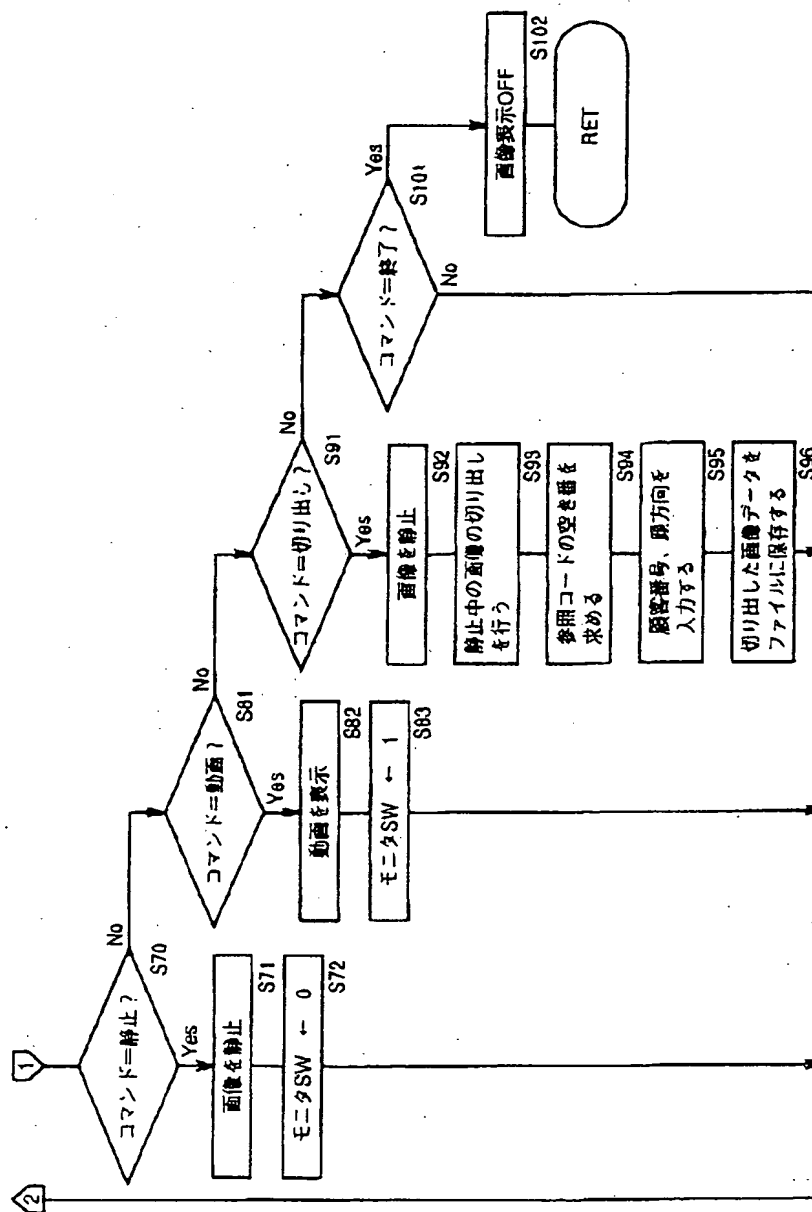 1
2
コマンド=静止?
S70
No
Yes
画像を静止
S71
モニタSW ← 0
S72
コマンド=動画?
S81
No
Yes
動画を表示
S82
モニタSW ← 1
S83
コマンド=切り出し?
S91
No
Yes
画像を静止
S92
静止中の画像の切り出し
を行う
S93
参照コードの空き番を
求める
S94
顧客番号、顔方向を
入力する
S95
切り出した画像データを
ファイルに保存する
S96
コマンド=終了?
S101
Yes
No
画像表示OFF
S102
RET